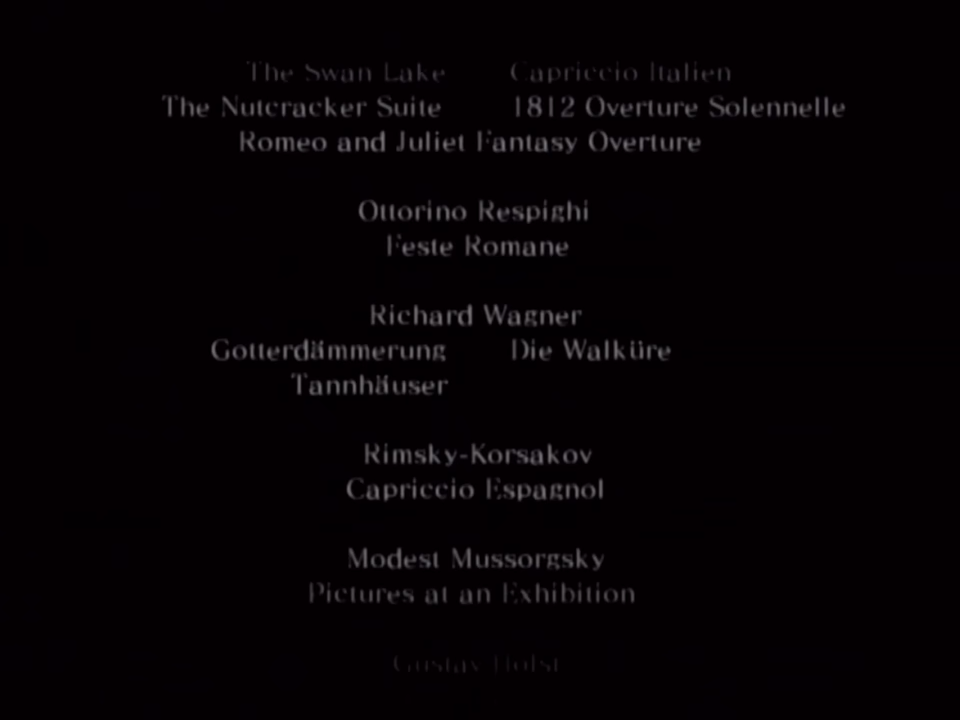 The Swan Lake Capriccio Italien
The Nutcracker Suite 1812 Overture Solennelle
Romeo and Juliet Fantasy Overture
Ottorino Respighi
Feste Romane
Richard Wagner
Gotterdämmerung Die Walküre
Tannhäuser
Rimsky-Korsakov
Capriccio Espagnol
Modest Mussorgsky
Pictures at an Exhibition
Gustav Holst